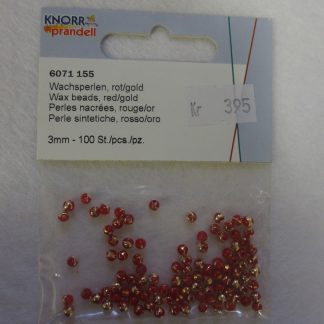 KNORR
prandell
6071 155
Wachsperlen, rot/gold
Wax beads, red/gold
Perles nacrées, rouge/or
Perle sintetiche, rosso/oro
Kr 395
3mm - 100 St./pcs./pz.